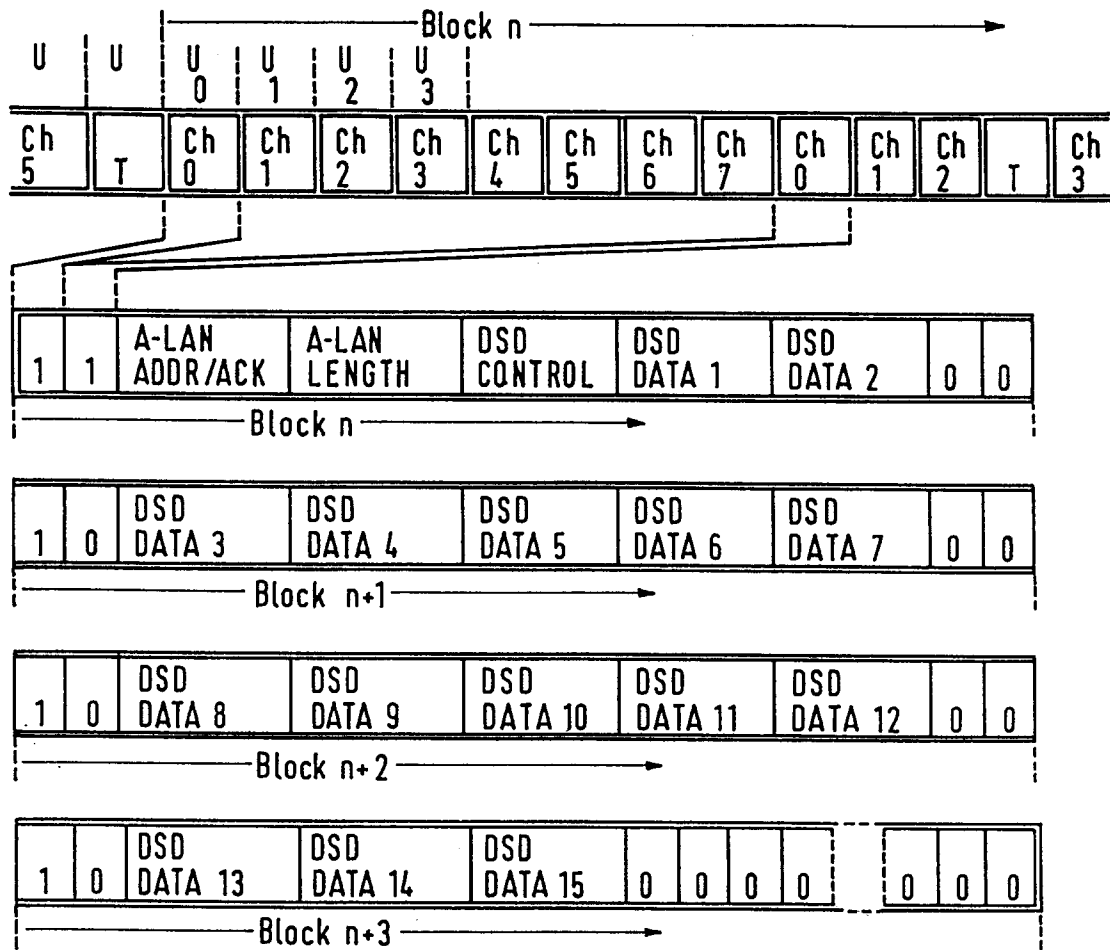 Block n
U U U U U U
0 1 2 3
Ch Ch Ch Ch Ch Ch Ch Ch Ch Ch Ch Ch Ch
5 T 0 1 2 3 4 5 6 7 0 1 2 T 3
A-LAN A-LAN DSD DSD DSD
1 1 ADDR/ACK LENGTH CONTROL DATA 1 DATA 2 0 0
Block n
DSD DSD DSD DSD DSD
1 0 DATA 3 DATA 4 DATA 5 DATA 6 DATA 7 0 0
Block n+1
DSD DSD DSD DSD DSD
1 0 DATA 8 DATA 9 DATA 10 DATA 11 DATA 12 0 0
Block n+2
DSD DSD DSD
1 0 DATA 13 DATA 14 DATA 15 0 0 0 0 0 0 0
Block n+3